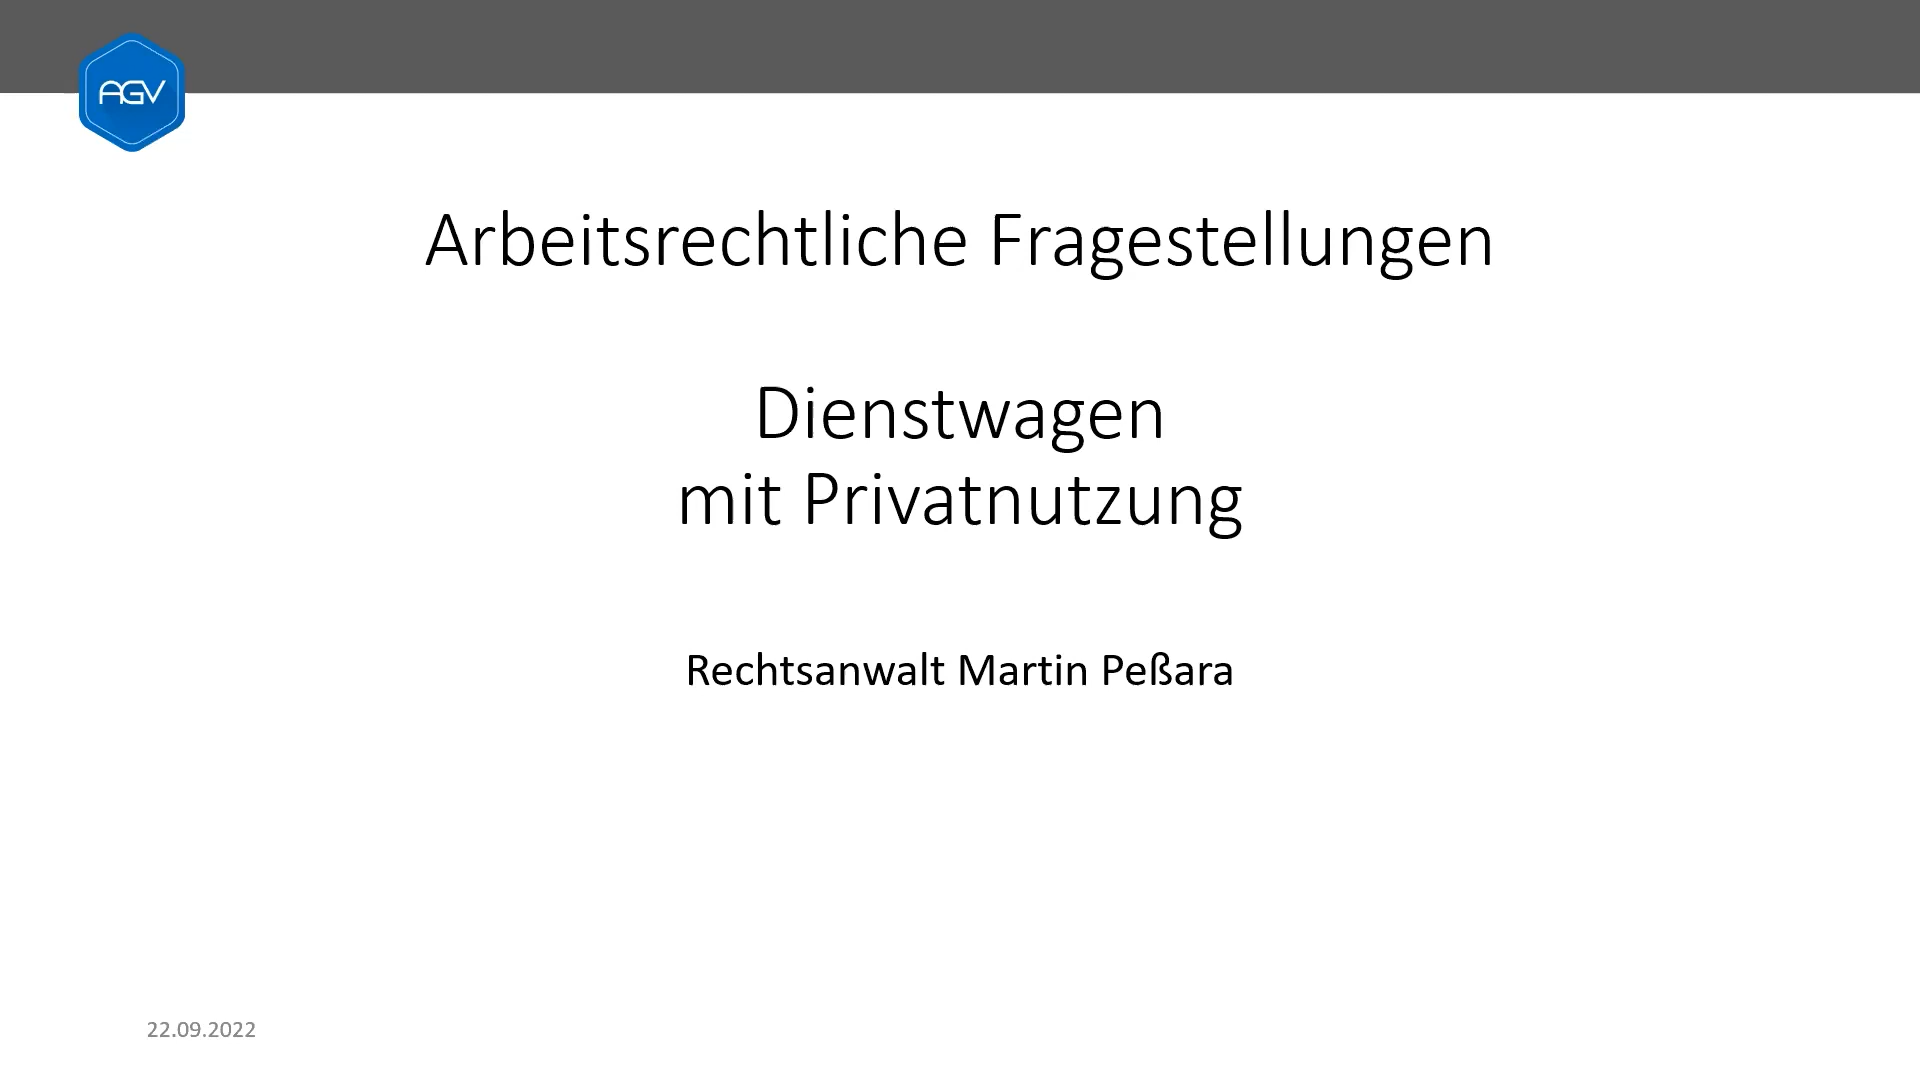 AGV
Arbeitsrechtliche Fragestellungen
Dienstwagen
mit Privatnutzung
Rechtsanwalt Martin Peßara
22.09.2022